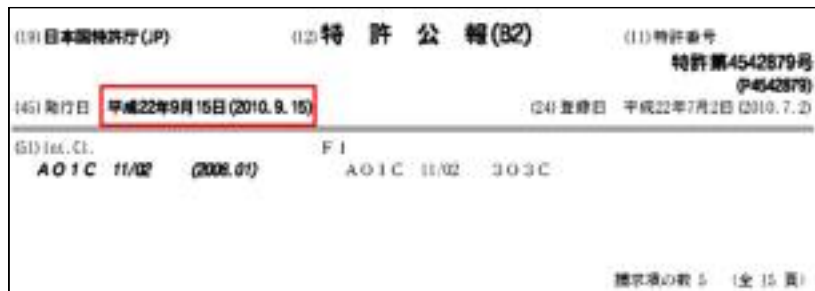 (19)日本国特許庁(JP) (12)特許公報(B2) (11)特許番号
特許第4542879号
(P4542879)
(45)発行日 平成22年9月15日(2010.9.15) (24)登録日 平成22年7月2日(2010.7.2)
(51)Int.Cl. F I
A01C 11/02 (2006.01) A01C 11/02 303C
請求項の数 5 (全 15 頁)